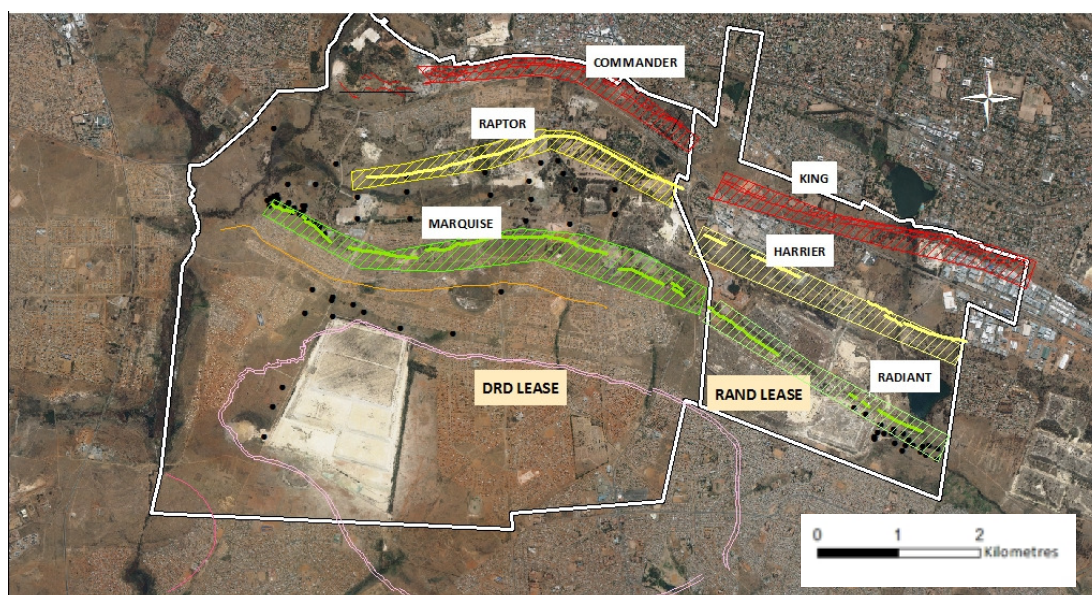 COMMANDER
RAPTOR
KING
MARQUISE
HARRIER
RADIANT
DRD LEASE
RAND LEASE
0 1 2
Kilometres